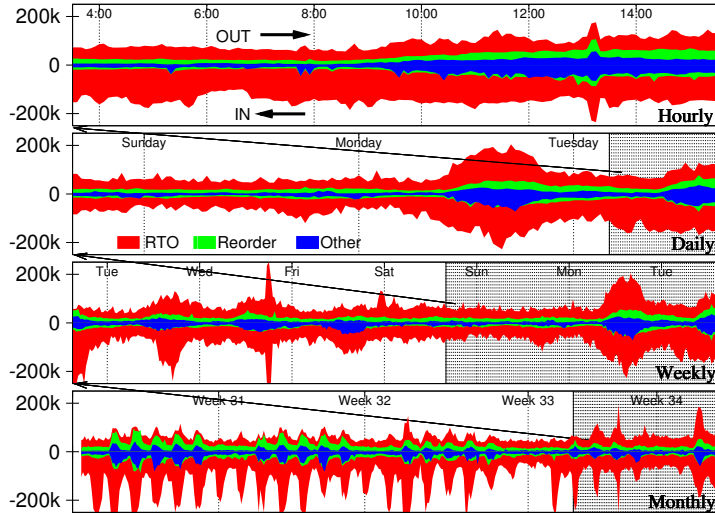 4:00 6:00 8:00 10:00 12:00 14:00
200k
OUT
0
IN
-200k
Hourly
200k
Sunday Monday Tuesday
0
RTO Reorder Other
-200k
Daily
200k
Tue Wed Fri Sat Sun Mon Tue
0
-200k
Weekly
200k
Week 31 Week 32 Week 33 Week 34
0
-200k
Monthly